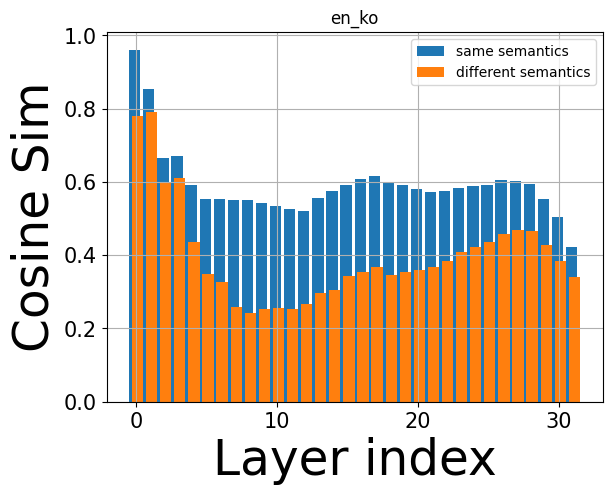 en_ko
same semantics
different semantics
Cosine Sim
1.0
0.8
0.6
0.4
0.2
0.0
0 10 20 30
Layer index